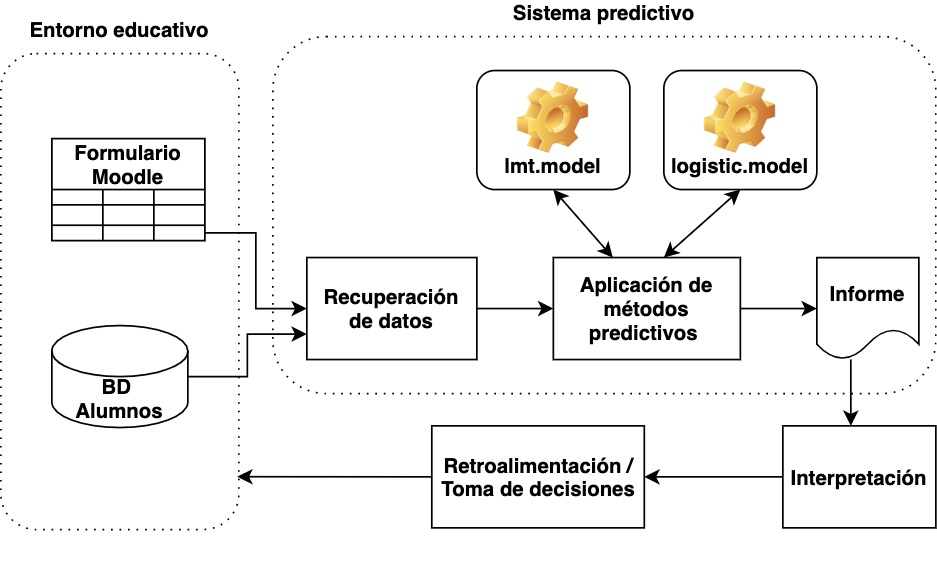 Sistema predictivo
Entorno educativo
Formulario
Moodle
lmt.model
logistic.model
Recuperación
de datos
Aplicación de
métodos
predictivos
Informe
BD
Alumnos
Retroalimentación /
Toma de decisiones
Interpretación